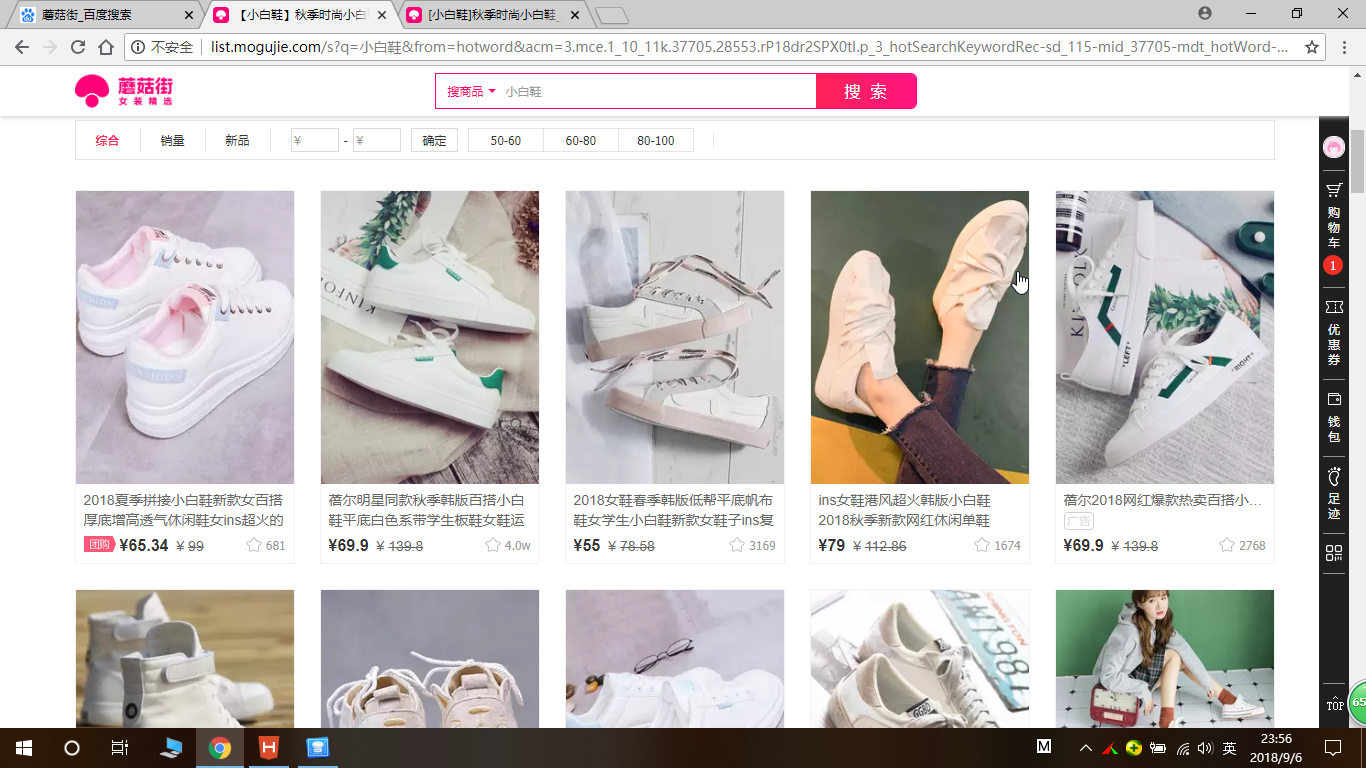 蘑菇街_百度搜索
【小白鞋】秋季时尚小白
[小白鞋]秋季时尚小白鞋_
不安全
list.mogujie.com/s?q=小白鞋&from=hotword&acm=3.mce.1_10_11k.37705.28553.rP18dr2SPX0tI.p_3_hotSearchKeywordRec-sd_115-mid_37705-mdt_hotWord-...
蘑菇街
女装精选
搜商品
小白鞋
搜 索
综合
销量
新品
¥
-
¥
确定
50-60
60-80
80-100
2018夏季拼接小白鞋新款女百搭
厚底增高透气休闲鞋女ins超火的
团购 ¥65.34 ¥ 99 681
KINFO
蓓尔明星同款秋季韩版百搭小白
鞋平底白色系带学生板鞋女鞋运
¥69.9 ¥ 139.8 4.0w
2018女鞋春季韩版低帮平底帆布
鞋女学生小白鞋新款女鞋子ins复
¥55 ¥ 78.58 3169
ins女鞋港风超火韩版小白鞋
2018秋季新款网红休闲单鞋
¥79 ¥ 112.86 1674
"LEFT"
"RIGHT"
蓓尔2018网红爆款热卖百搭小…
广告
¥69.9 ¥ 139.8 2768
购物车
1
优惠券
钱包
足迹
TOP
65
M
英
23:56
2018/9/6